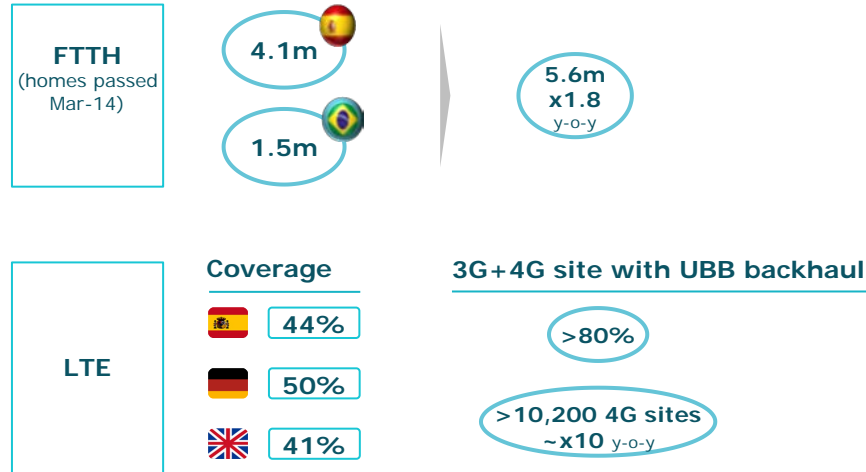 FTTH
(homes passed
Mar-14)
4.1m
1.5m
5.6m
x1.8
y-o-y
LTE
Coverage
44%
50%
41%
3G+4G site with UBB backhaul
>80%
>10,200 4G sites
~x10 y-o-y